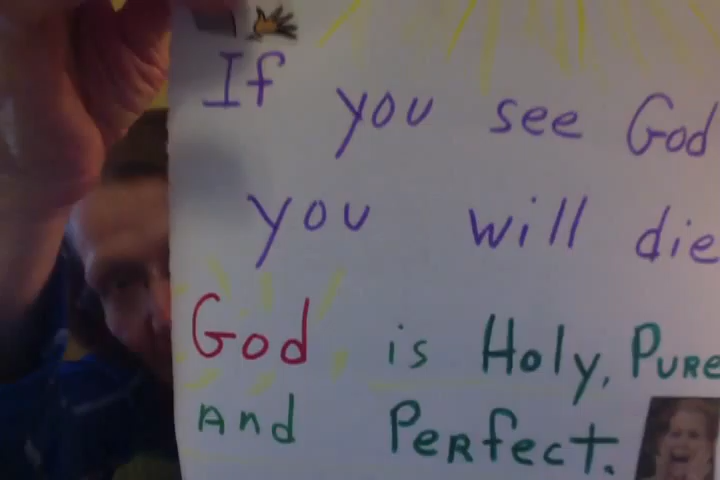 If you see God
you will die
God is Holy, PURE
And Perfect.